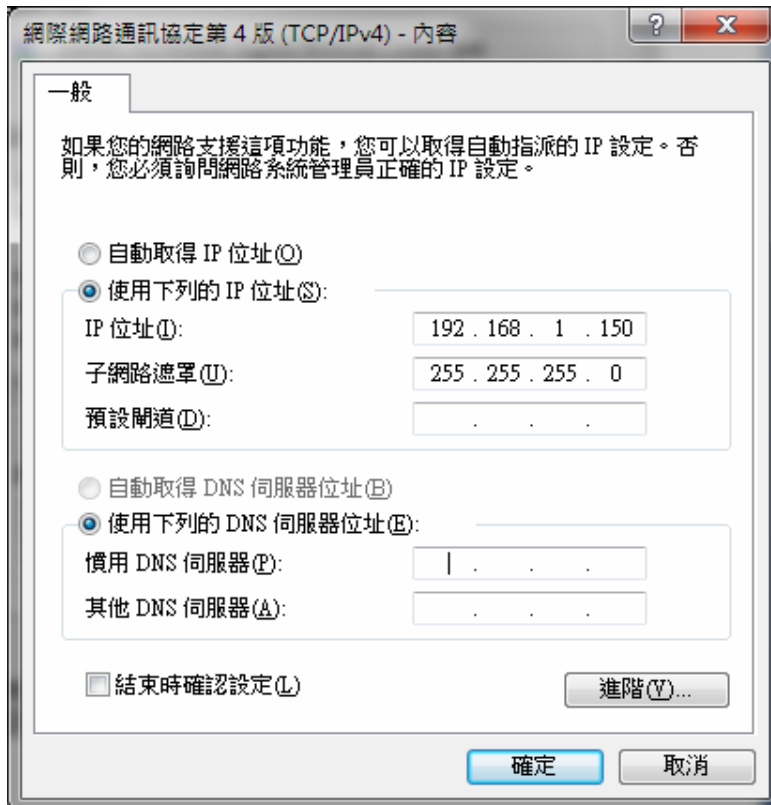 網際網路通訊協定第 4 版 (TCP/IPv4) - 內容
一般
如果您的網路支援這項功能，您可以取得自動指派的 IP 設定。否
則，您必須詢問網路系統管理員正確的 IP 設定。
自動取得 IP 位址(O)
使用下列的 IP 位址(S):
IP 位址(I): 192 . 168 . 1 . 150
子網路遮罩(U): 255 . 255 . 255 . 0
預設閘道(D): . . .
自動取得 DNS 伺服器位址(B)
使用下列的 DNS 伺服器位址(E):
慣用 DNS 伺服器(P): . . .
其他 DNS 伺服器(A): . . .
結束時確認設定(L)
進階(V)...
確定 取消